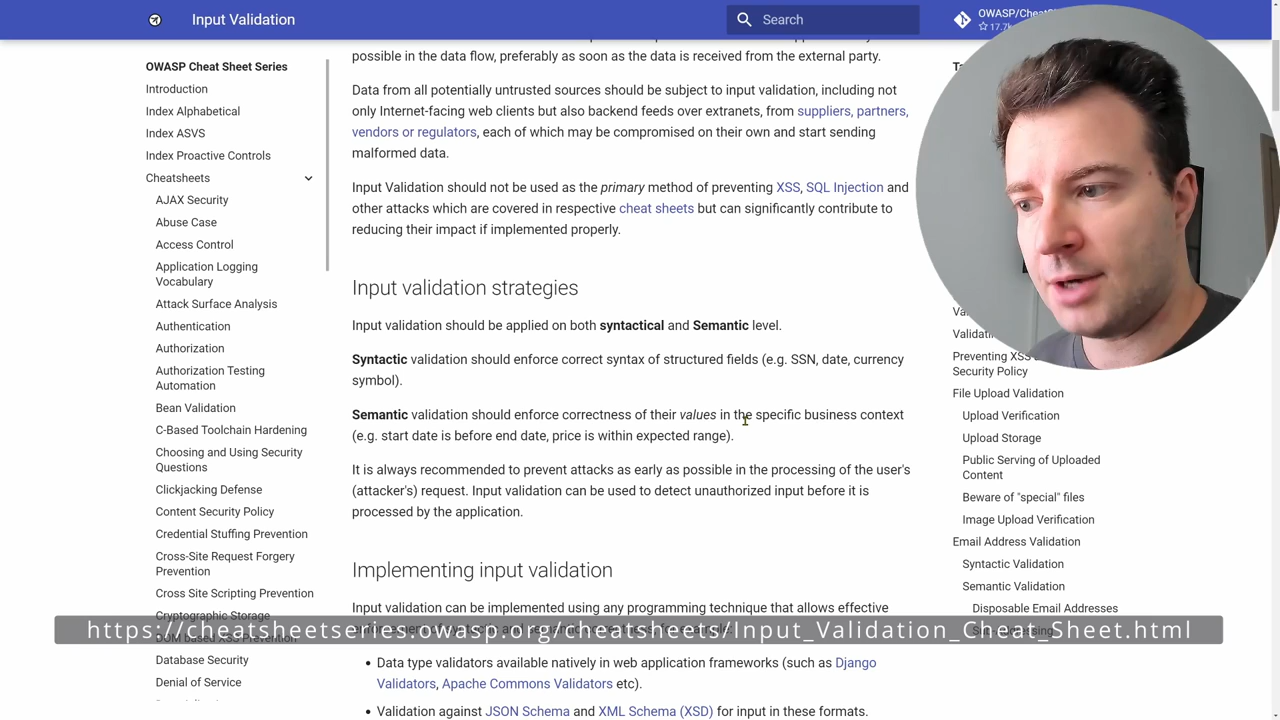 Input Validation
Search
OWASP/CheatS
17.7k
possible in the data flow, preferably as soon as the data is received from the external party.
OWASP Cheat Sheet Series
Introduction
Index Alphabetical
Index ASVS
Index Proactive Controls
Cheatsheets
AJAX Security
Abuse Case
Access Control
Application Logging
Vocabulary
Attack Surface Analysis
Authentication
Authorization
Authorization Testing
Automation
Bean Validation
C-Based Toolchain Hardening
Choosing and Using Security
Questions
Clickjacking Defense
Content Security Policy
Credential Stuffing Prevention
Cross-Site Request Forgery
Prevention
Cross Site Scripting Prevention
Cryptographic Storage
DOM based XSS Prevention
Database Security
Denial of Service
Data from all potentially untrusted sources should be subject to input validation, including not
only Internet-facing web clients but also backend feeds over extranets, from suppliers, partners,
vendors or regulators, each of which may be compromised on their own and start sending
malformed data.
Input Validation should not be used as the primary method of preventing XSS, SQL Injection and
other attacks which are covered in respective cheat sheets but can significantly contribute to
reducing their impact if implemented properly.
Input validation strategies
Input validation should be applied on both syntactical and Semantic level.
Syntactic validation should enforce correct syntax of structured fields (e.g. SSN, date, currency
symbol).
Semantic validation should enforce correctness of their values in the specific business context
(e.g. start date is before end date, price is within expected range).
It is always recommended to prevent attacks as early as possible in the processing of the user's
(attacker's) request. Input validation can be used to detect unauthorized input before it is
processed by the application.
Implementing input validation
Input validation can be implemented using any programming technique that allows effective
https://cheatsheetseries.owasp.org/cheatsheets/Input_Validation_Cheat_Sheet.html
• Data type validators available natively in web application frameworks (such as Django
Validators, Apache Commons Validators etc).
• Validation against JSON Schema and XML Schema (XSD) for input in these formats.
Ta
Va
Validatin
Preventing XSS
Security Policy
File Upload Validation
Upload Verification
Upload Storage
Public Serving of Uploaded
Content
Beware of "special" files
Image Upload Verification
Email Address Validation
Syntactic Validation
Semantic Validation
Disposable Email Addresses